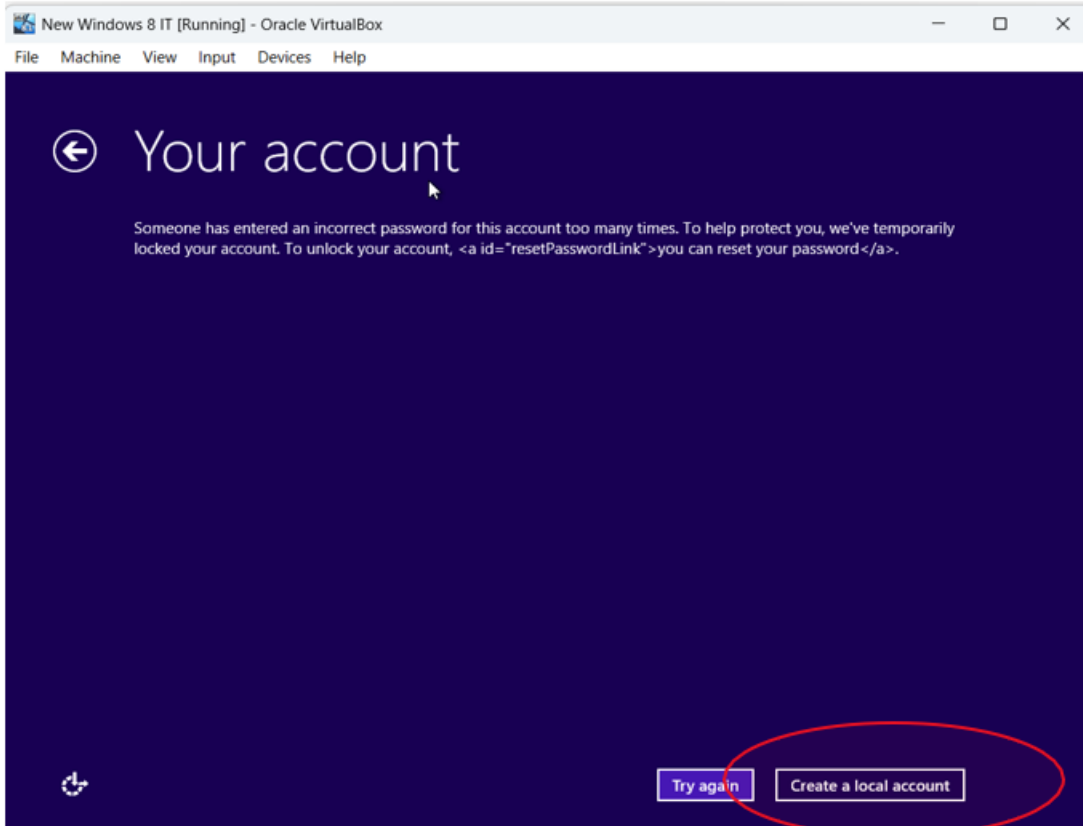 New Windows 8 IT [Running] - Oracle VirtualBox
File Machine View Input Devices Help
Your account
Someone has entered an incorrect password for this account too many times. To help protect you, we've temporarily
locked your account. To unlock your account, <a id="resetPasswordLink">you can reset your password</a>.
Try again
Create a local account